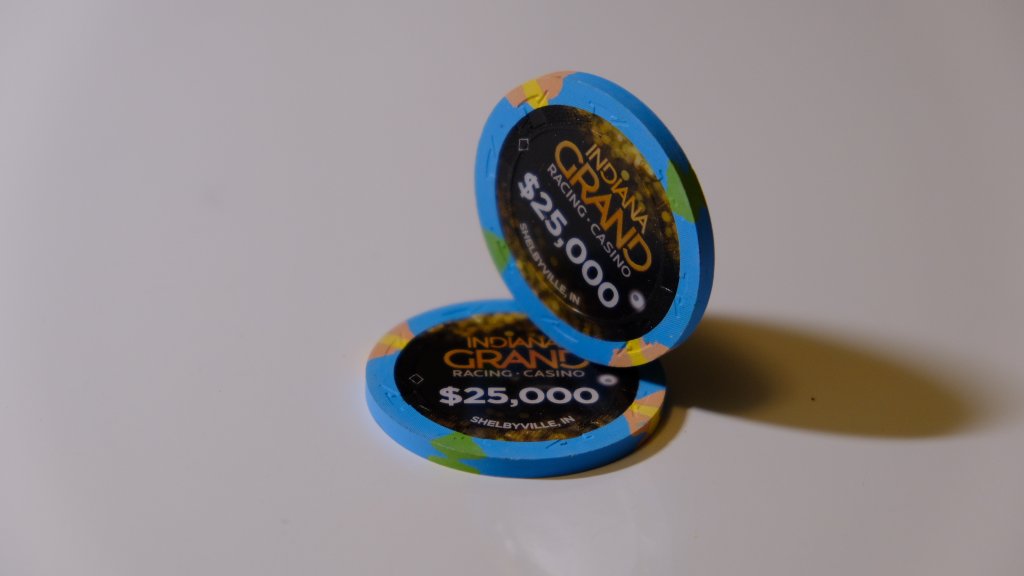 INDIANA
GRAND
RACING · CASINO
$25,000
SHELBYVILLE, IN
INDIANA
GRAND
RACING · CASINO
$25,000
SHELBYVILLE, IN